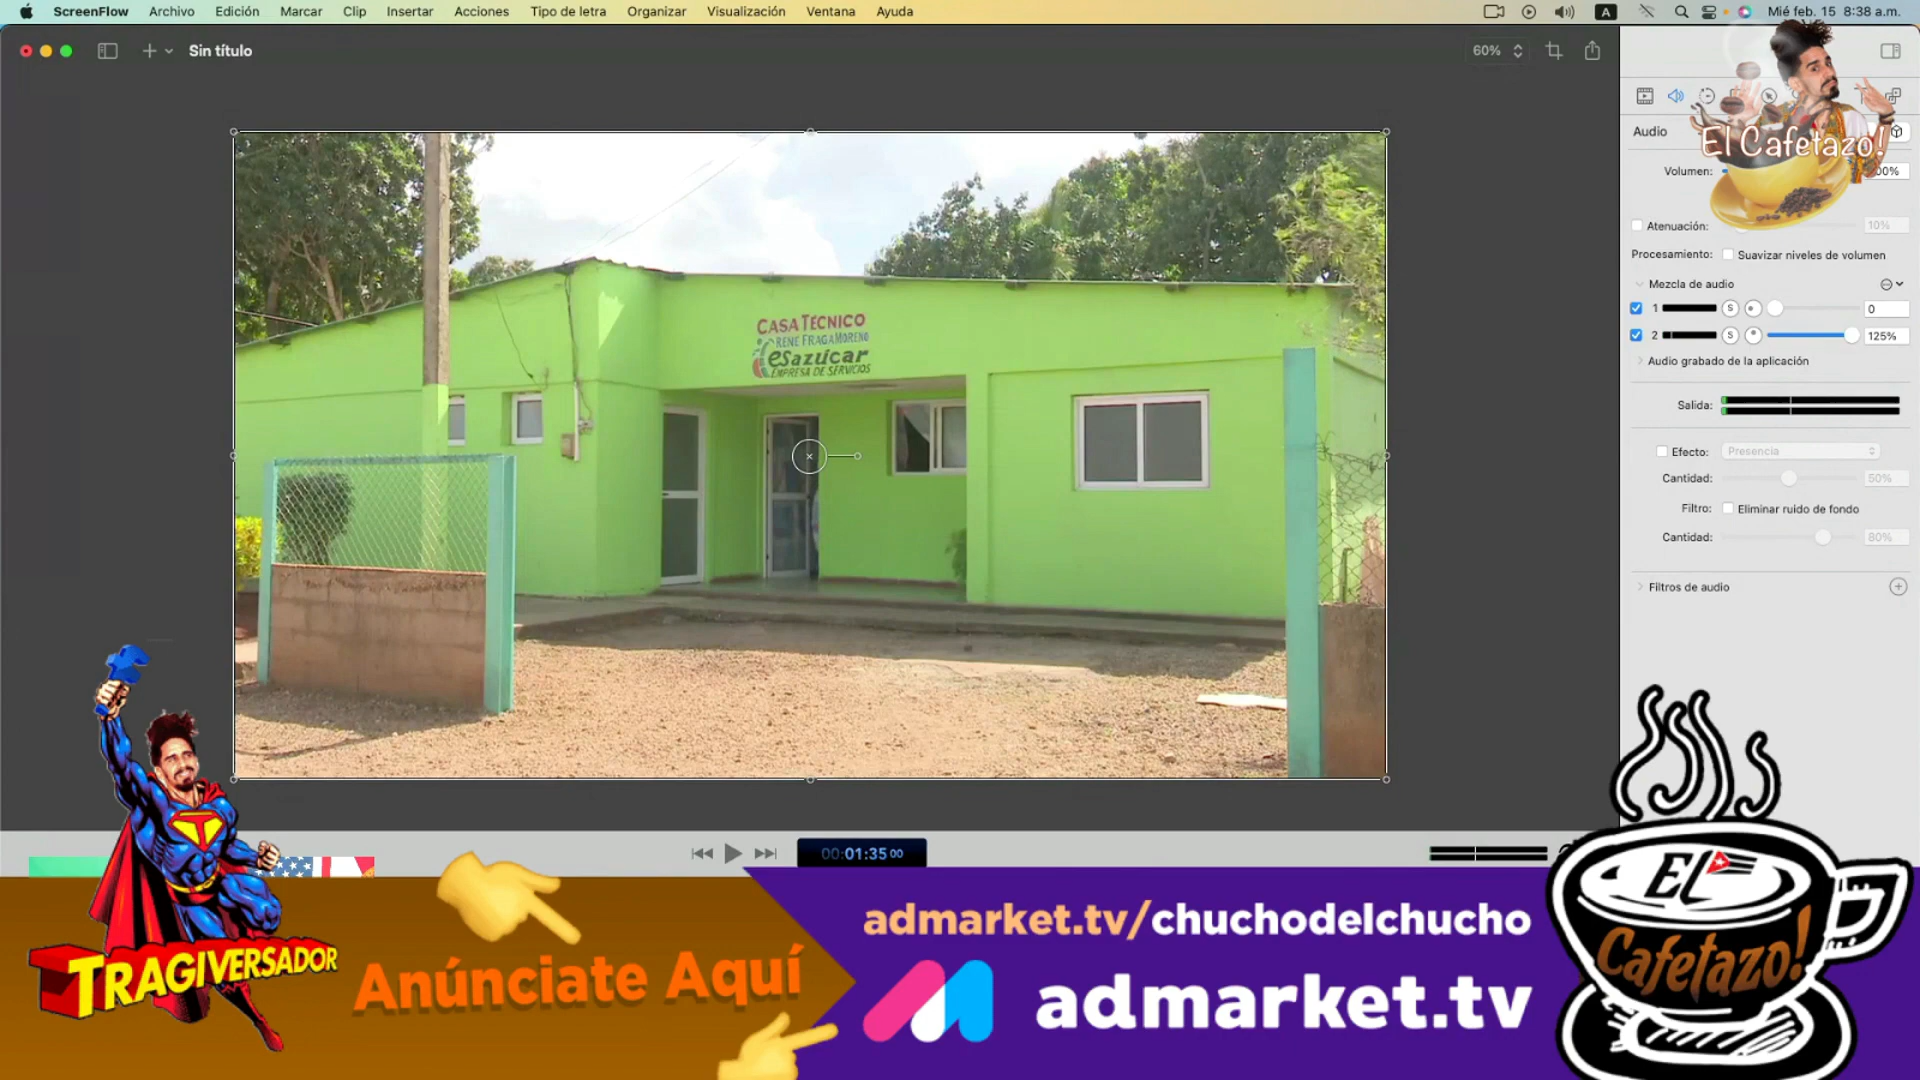 ScreenFlow Archivo Edición Marcar Clip Insertar Acciones Tipo de letra Organizar Visualización Ventana Ayuda
A Mié feb. 15 8:38 a.m.
Sin título
60%
El Cafetazo!
Audio
Volumen:
Atenuación: 10%
Procesamiento: Suavizar niveles de volumen
Mezcla de audio
1 S 0
2 S 125%
Audio grabado de la aplicación
Salida:
Efecto: Presencia
Cantidad: 50%
Filtro: Eliminar ruido de fondo
Cantidad: 80%
Filtros de audio
CASA TÉCNICO
RENE FRAGA MORENO
esazúcar
EMPRESA DE SERVICIOS
00:01:35 00
TRAGIVERSADOR
Anúnciate Aquí
admarket.tv/chuchodelchucho
admarket.tv
EL
Cafetazo!